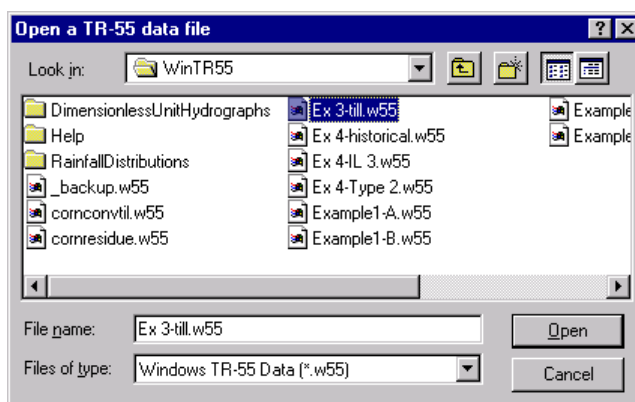 Open a TR-55 data file
Look in:
WinTR55
DimensionlessUnitHydrographs
Help
RainfallDistributions
_backup.w55
cornconvtil.w55
cornresidue.w55
Ex 3-till.w55
Ex 4-historical.w55
Ex 4-IL 3.w55
Ex 4-Type 2.w55
Example1-A.w55
Example1-B.w55
Example
Example
File name:
Ex 3-till.w55
Open
Files of type:
Windows TR-55 Data (*.w55)
Cancel